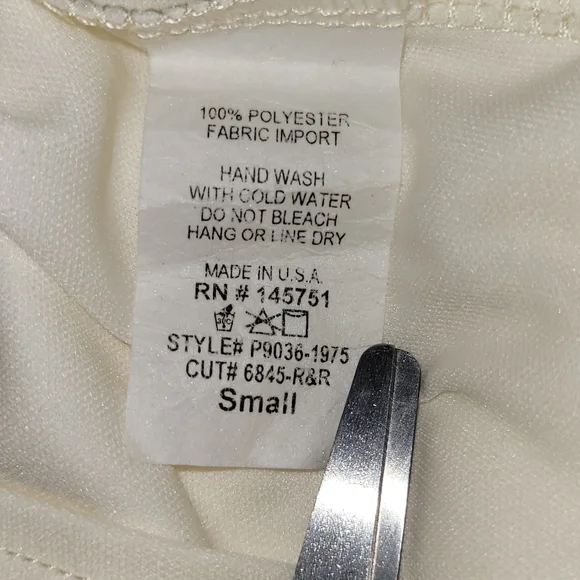 100% POLYESTER
FABRIC IMPORT
HAND WASH
WITH COLD WATER
DO NOT BLEACH
HANG OR LINE DRY
MADE IN U.S.A.
RN # 145751
STYLE# P9036-1975
CUT# 6845-R&R
Small